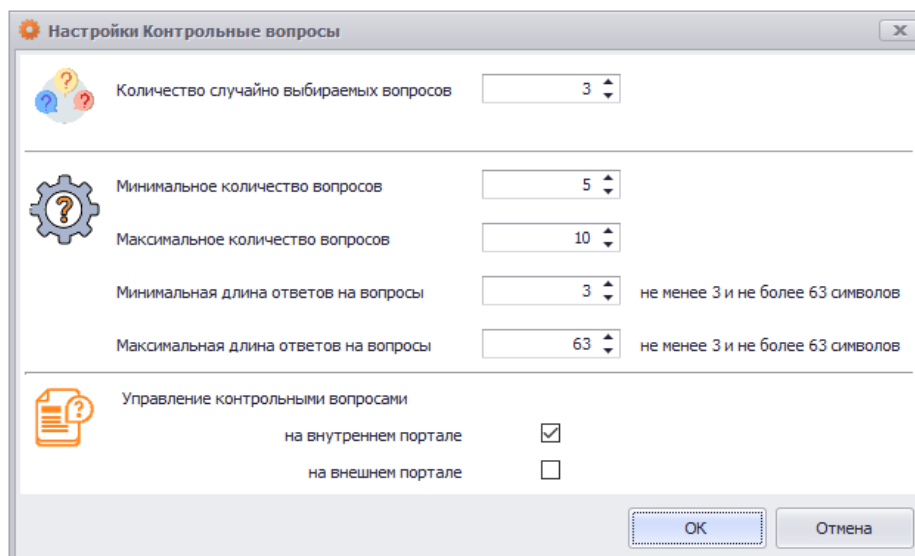 Настройки Контрольные вопросы
Количество случайно выбираемых вопросов 3
Минимальное количество вопросов 5
Максимальное количество вопросов 10
Минимальная длина ответов на вопросы 3 не менее 3 и не более 63 символов
Максимальная длина ответов на вопросы 63 не менее 3 и не более 63 символов
Управление контрольными вопросами
на внутреннем портале
на внешнем портале
ОК Отмена